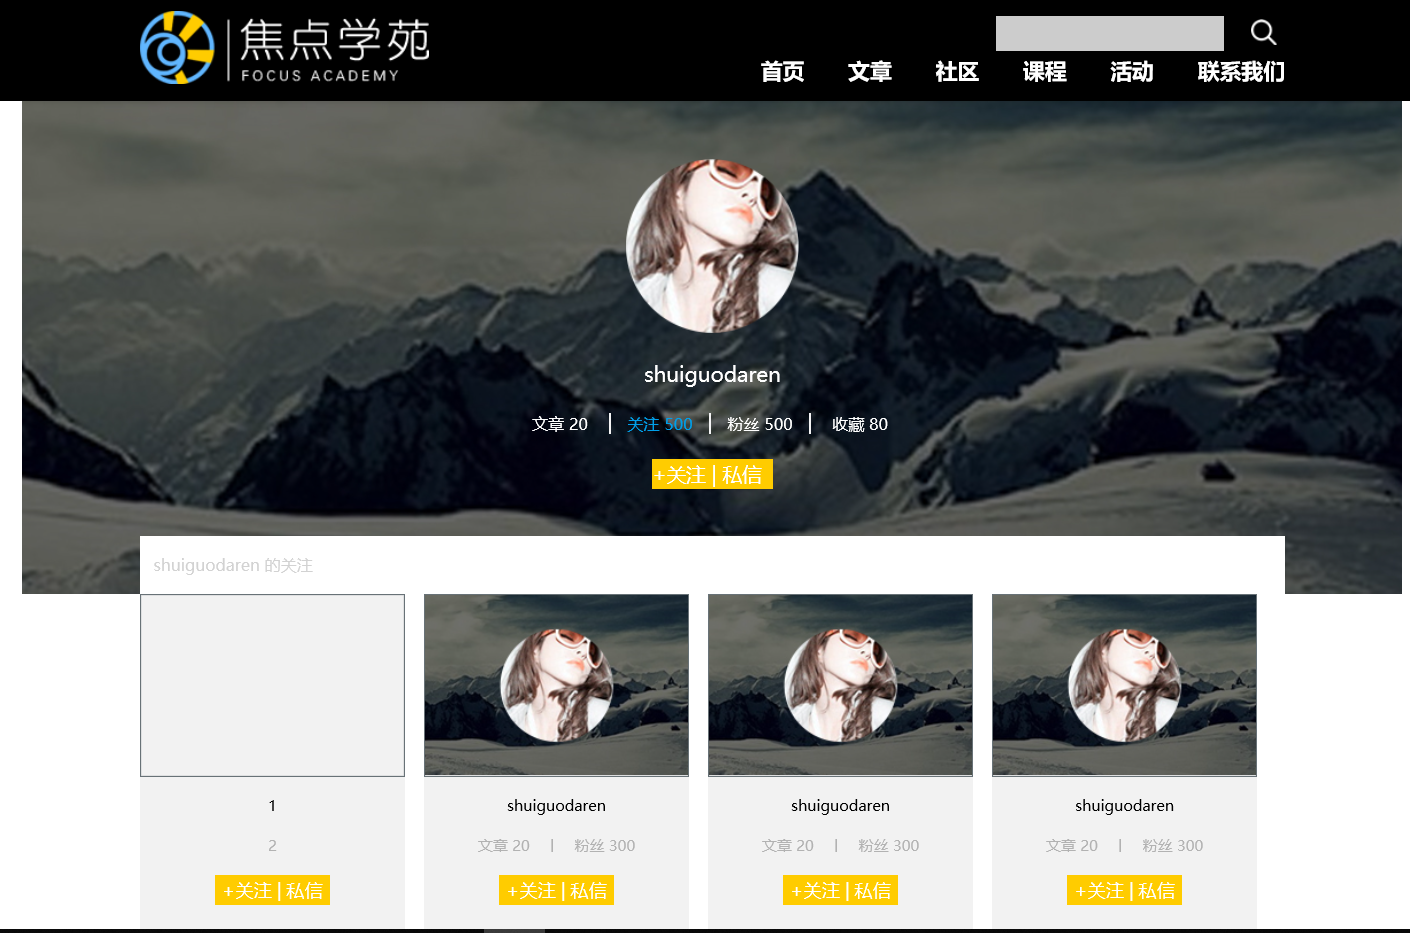 焦点学苑
FOCUS ACADEMY
首页 文章 社区 课程 活动 联系我们
shuiguodaren
文章 20 | 关注 500 | 粉丝 500 | 收藏 80
+关注 | 私信
shuiguodaren 的关注
1 shuiguodaren shuiguodaren shuiguodaren
2 文章 20 | 粉丝 300 文章 20 | 粉丝 300 文章 20 | 粉丝 300
+关注 | 私信 +关注 | 私信 +关注 | 私信 +关注 | 私信